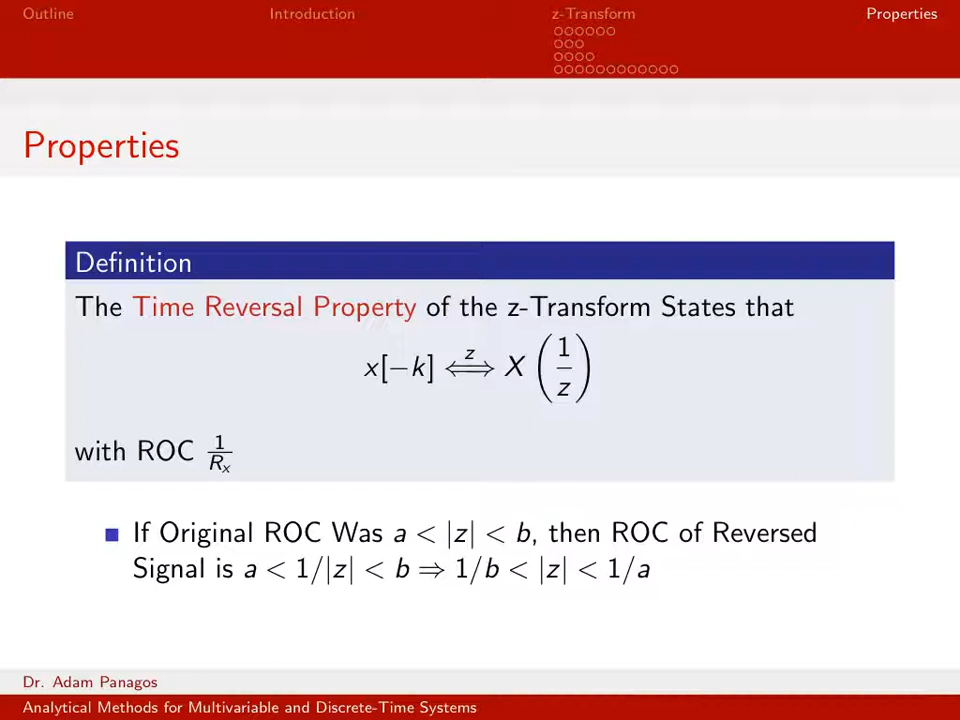 Outline
Introduction
z-Transform
Properties
Properties
Definition
The Time Reversal Property of the z-Transform States that
x[−k] ⟺ᶻ X (1/z)
with ROC 1/Rₓ
If Original ROC Was a < |z| < b, then ROC of Reversed
Signal is a < 1/|z| < b ⇒ 1/b < |z| < 1/a
Dr. Adam Panagos
Analytical Methods for Multivariable and Discrete-Time Systems